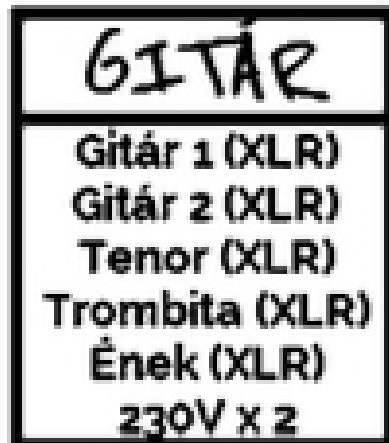 GITÁR
Gitár 1 (XLR)
Gitár 2 (XLR)
Tenor (XLR)
Trombita (XLR)
Ének (XLR)
230V x 2